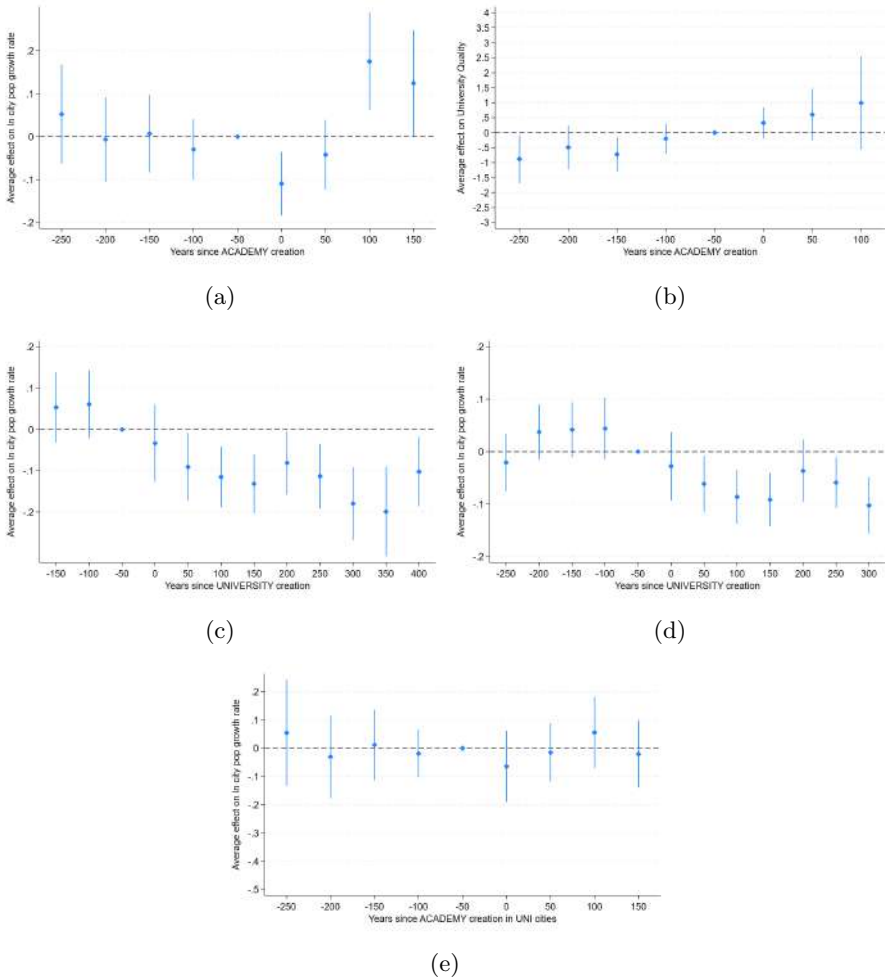 Average effect on ln city pop growth rate
.2
.1
0
-.1
-.2
-250 -200 -150 -100 -50 0 50 100 150
Years since ACADEMY creation
(a)
Average effect on University Quality
4
3.5
3
2.5
2
1.5
1
.5
0
-.5
-1
-1.5
-2
-2.5
-3
-250 -200 -150 -100 -50 0 50 100
Years since ACADEMY creation
(b)
Average effect on ln city pop growth rate
.2
.1
0
-.1
-.2
-150 -100 -50 0 50 100 150 200 250 300 350 400
Years since UNIVERSITY creation
(c)
Average effect on ln city pop growth rate
.2
.1
0
-.1
-.2
-250 -200 -150 -100 -50 0 50 100 150 200 250 300
Years since UNIVERSITY creation
(d)
Average effect on ln city pop growth rate
.2
.1
0
-.1
-.2
-.3
-.4
-.5
-250 -200 -150 -100 -50 0 50 100 150
Years since ACADEMY creation in UNI cities
(e)